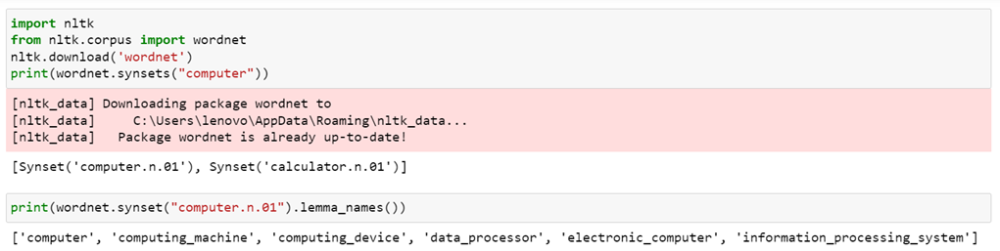 import nltk
from nltk.corpus import wordnet
nltk.download('wordnet')
print(wordnet.synsets("computer"))
[nltk_data] Downloading package wordnet to
[nltk_data]     C:\Users\lenovo\AppData\Roaming\nltk_data...
[nltk_data]   Package wordnet is already up-to-date!
[Synset('computer.n.01'), Synset('calculator.n.01')]
print(wordnet.synset("computer.n.01").lemma_names())
['computer', 'computing_machine', 'computing_device', 'data_processor', 'electronic_computer', 'information_processing_system']